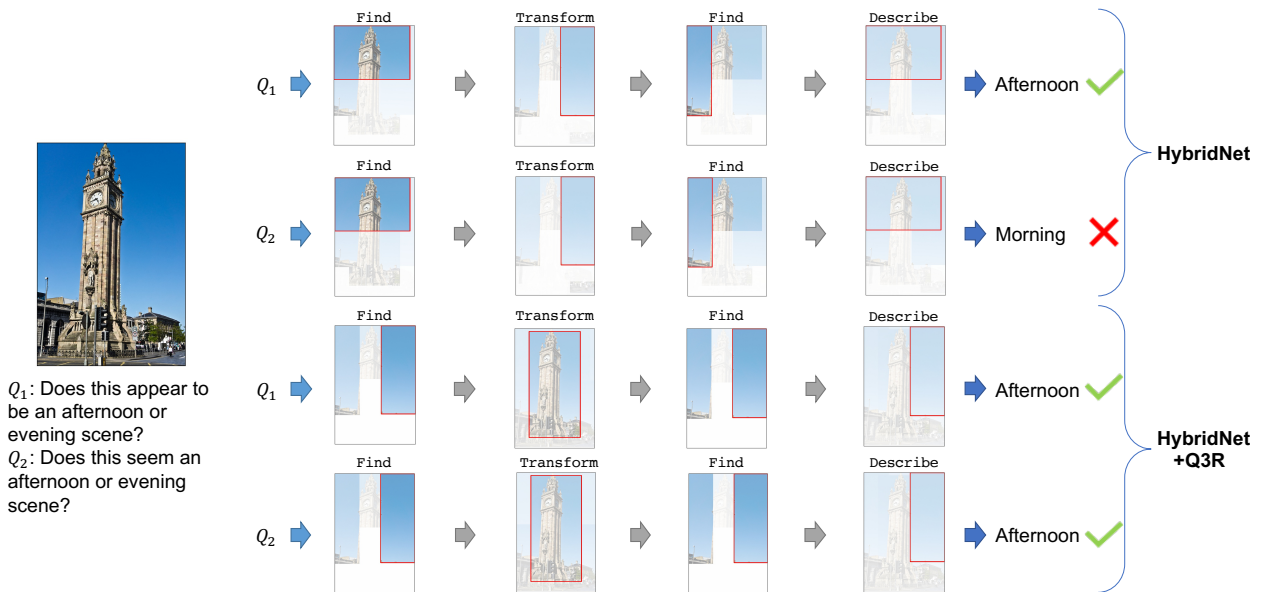 Find Transform Find Describe
Q₁ Afternoon
Find Transform Find Describe
Q₂ Morning
HybridNet
Find Transform Find Describe
Q₁ Afternoon
Find Transform Find Describe
Q₂ Afternoon
HybridNet
+Q3R
Q₁: Does this appear to
be an afternoon or
evening scene?
Q₂: Does this seem an
afternoon or evening
scene?